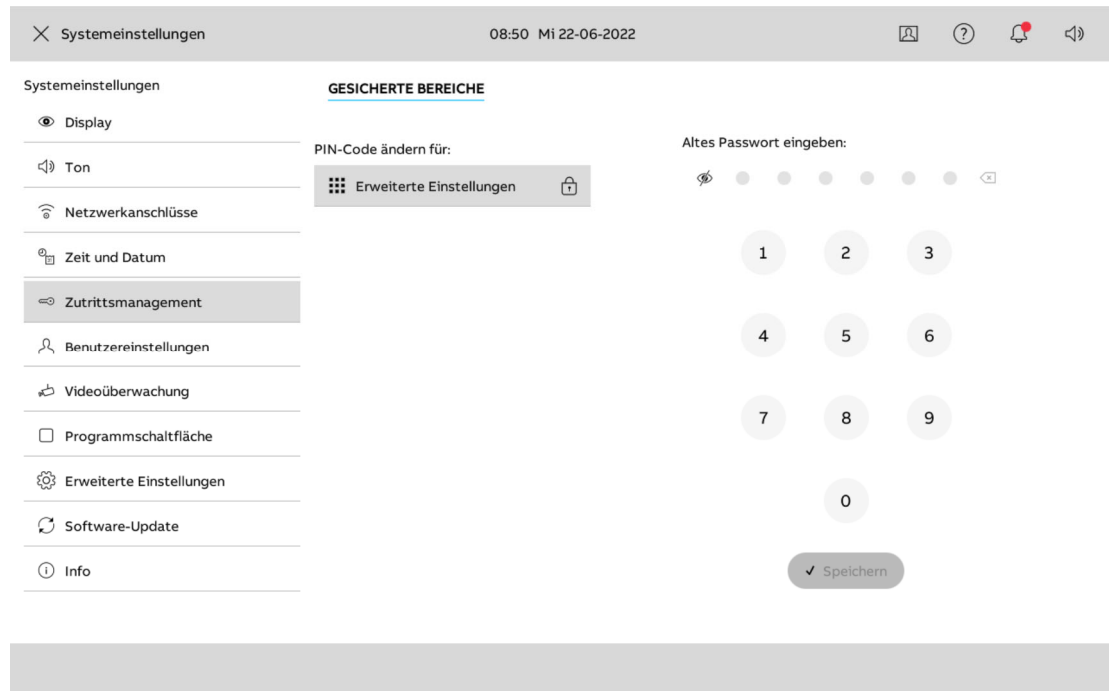 Systemeinstellungen
08:50 Mi 22-06-2022
Systemeinstellungen
Display
Ton
Netzwerkanschlüsse
Zeit und Datum
Zutrittsmanagement
Benutzereinstellungen
Videoüberwachung
Programmschaltfläche
Erweiterte Einstellungen
Software-Update
Info
GESICHERTE BEREICHE
PIN-Code ändern für:
Erweiterte Einstellungen
Altes Passwort eingeben:
1 2 3
4 5 6
7 8 9
0
Speichern